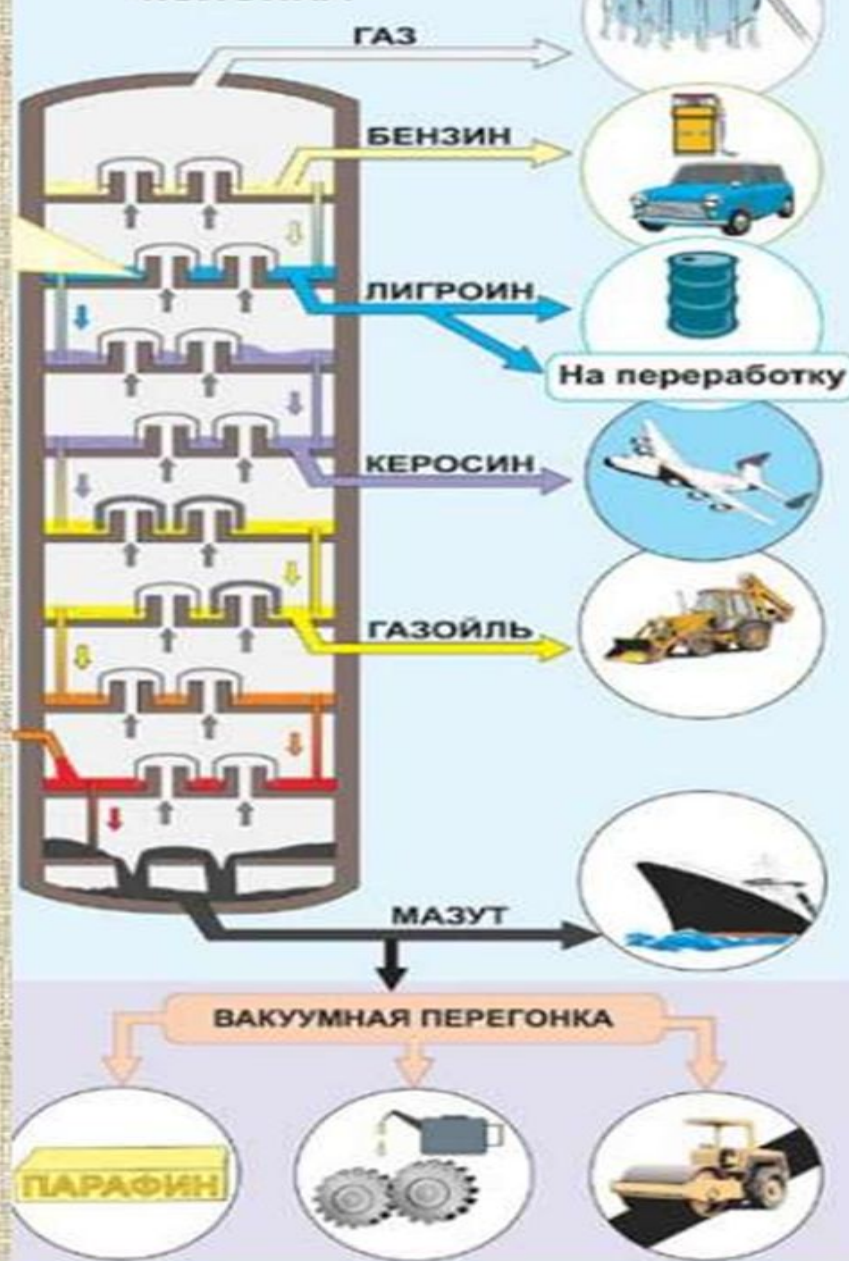 ГАЗ
БЕНЗИН
ЛИГРОИН
На переработку
КЕРОСИН
ГАЗОЙЛЬ
МАЗУТ
ВАКУУМНАЯ ПЕРЕГОНКА
ПАРАФИН